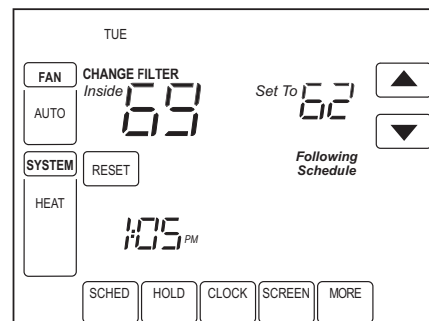 TUE
FAN
CHANGE FILTER
Inside 69
Set To 62
AUTO
SYSTEM
RESET
Following
Schedule
HEAT
1:05 PM
SCHED HOLD CLOCK SCREEN MORE